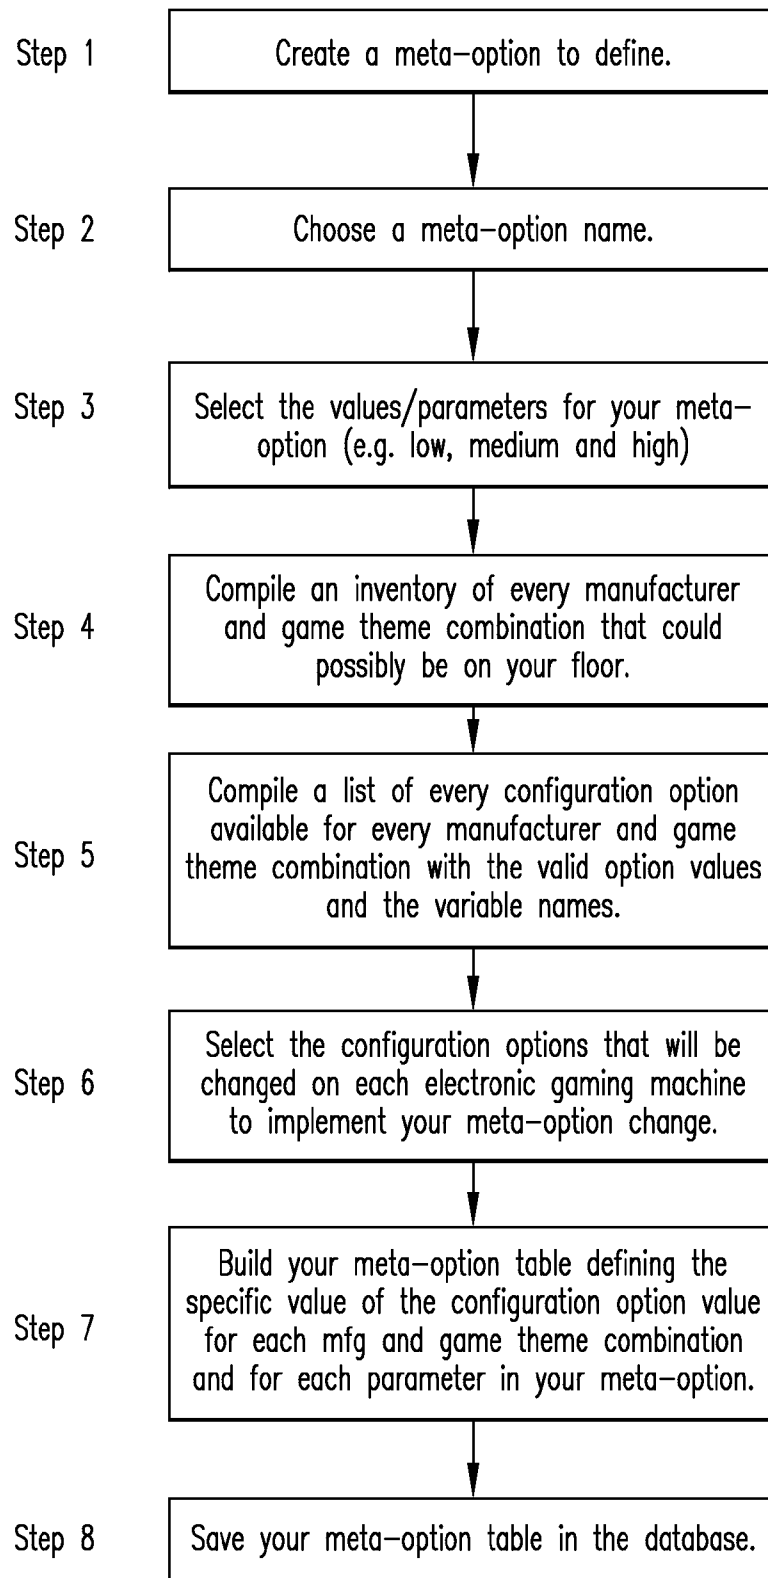 Step 1
Create a meta-option to define.
Step 2
Choose a meta-option name.
Step 3
Select the values/parameters for your meta-
option (e.g. low, medium and high)
Step 4
Compile an inventory of every manufacturer
and game theme combination that could
possibly be on your floor.
Step 5
Compile a list of every configuration option
available for every manufacturer and game
theme combination with the valid option values
and the variable names.
Step 6
Select the configuration options that will be
changed on each electronic gaming machine
to implement your meta-option change.
Step 7
Build your meta-option table defining the
specific value of the configuration option value
for each mfg and game theme combination
and for each parameter in your meta-option.
Step 8
Save your meta-option table in the database.